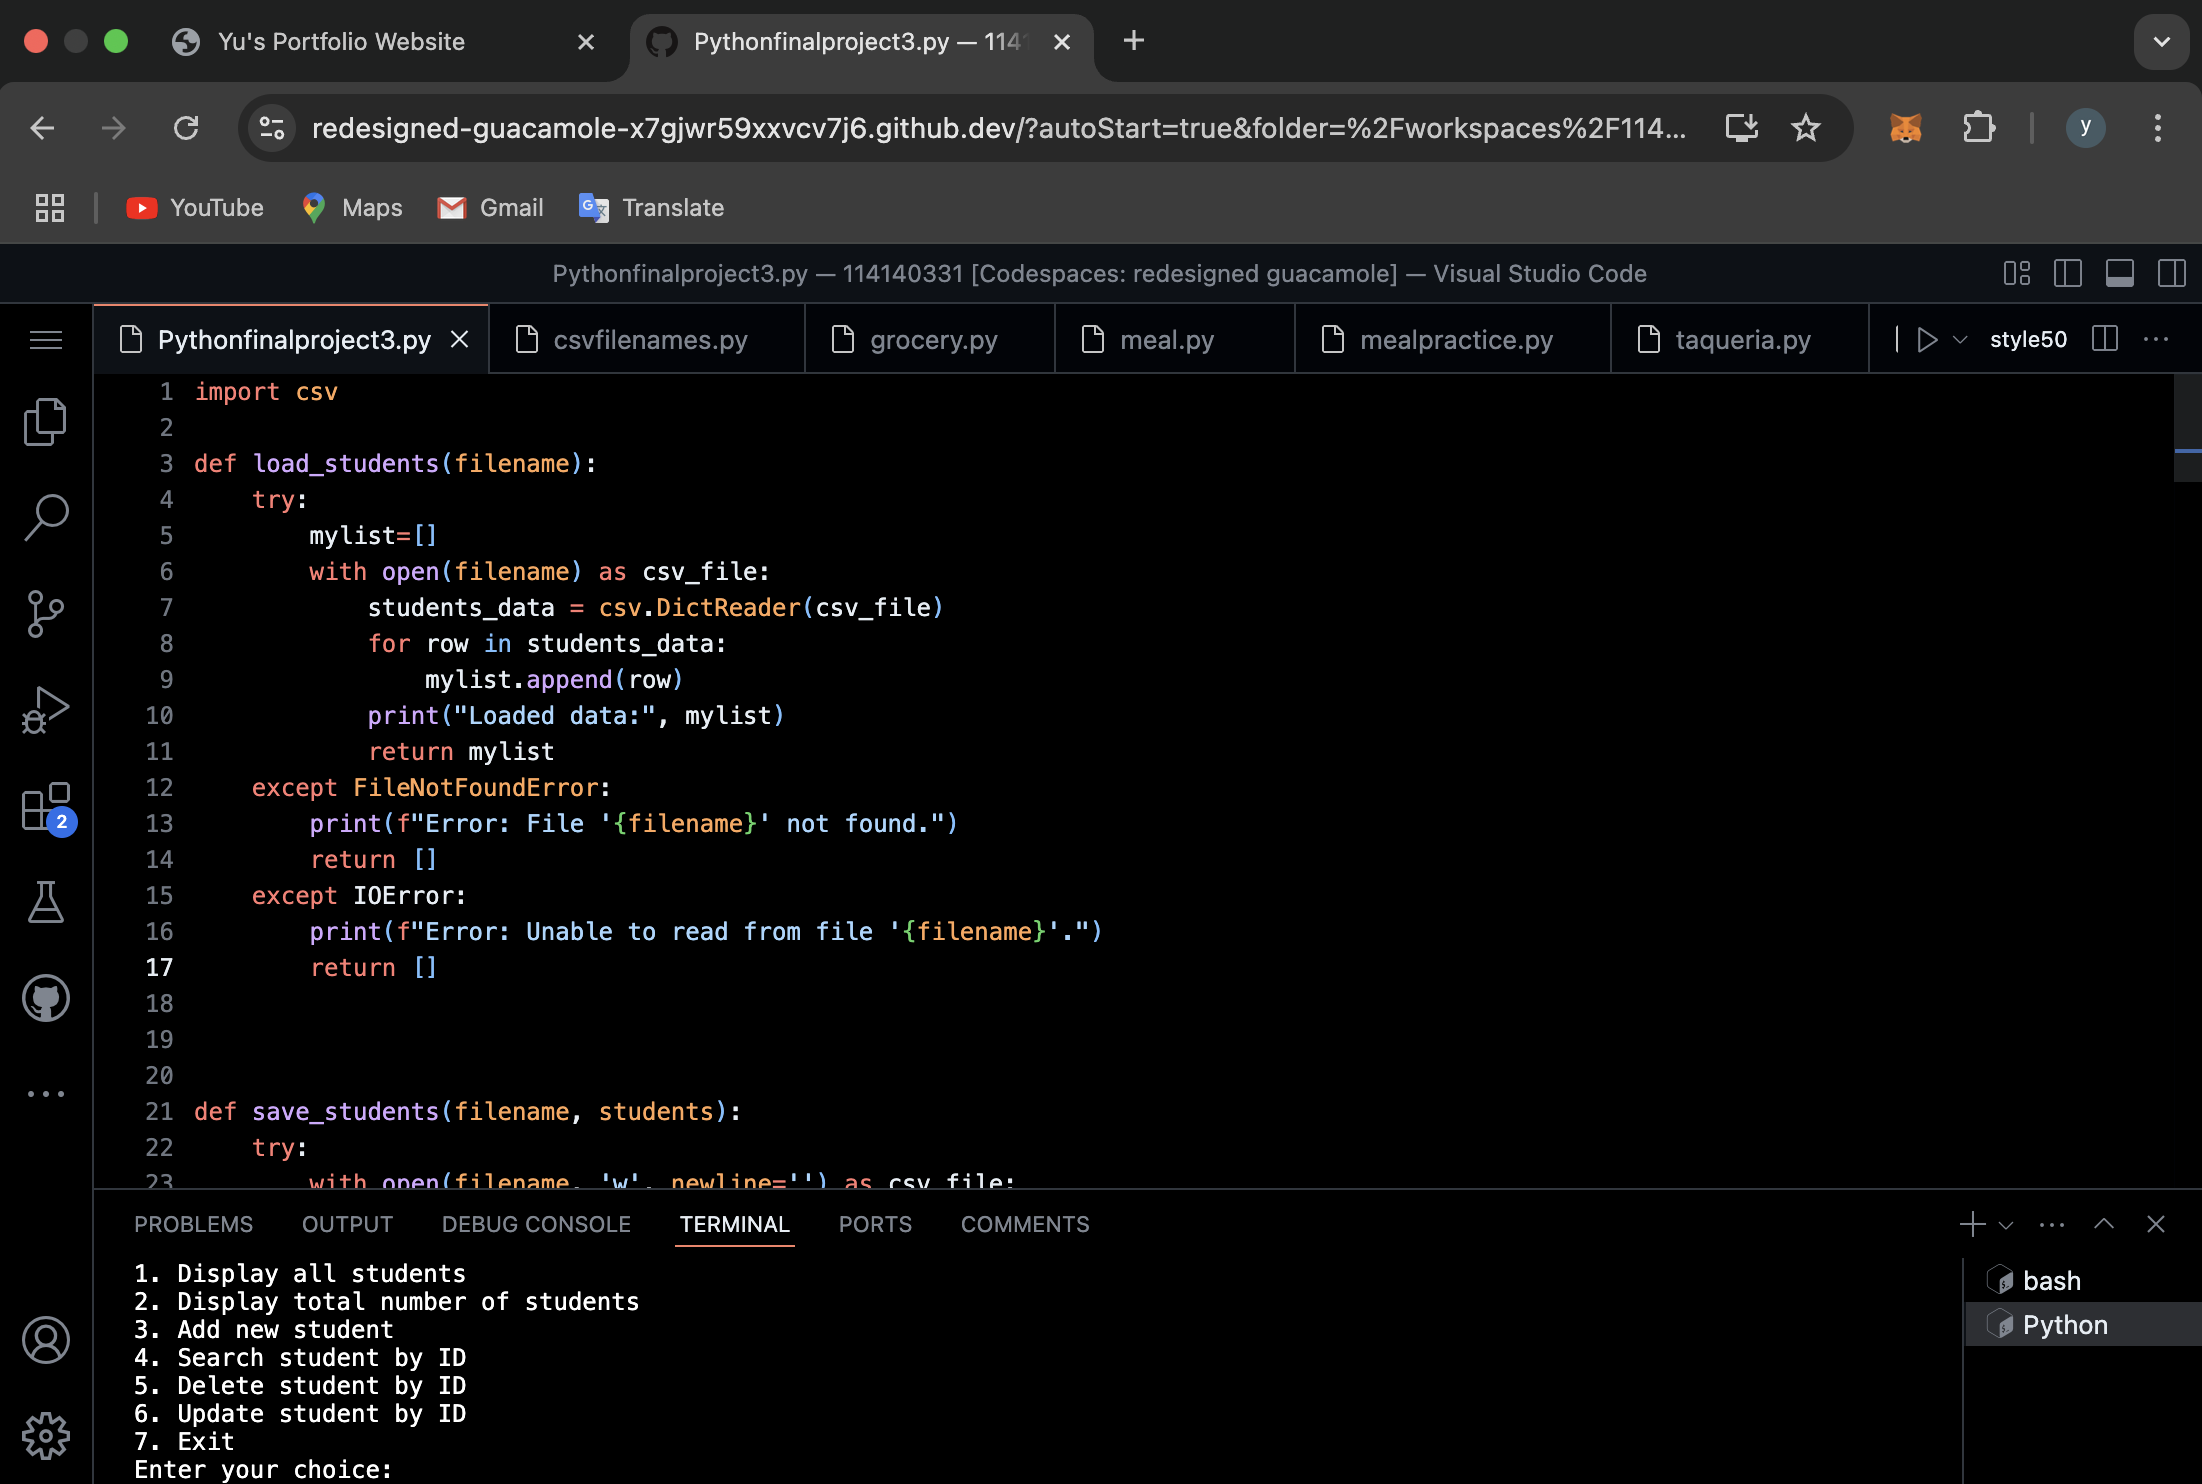 Yu's Portfolio Website
Pythonfinalproject3.py — 1141
redesigned-guacamole-x7gjwr59xxvcv7j6.github.dev/?autoStart=true&folder=%2Fworkspaces%2F114...
y
YouTube
Maps
Gmail
Translate
Pythonfinalproject3.py — 114140331 [Codespaces: redesigned guacamole] — Visual Studio Code
Pythonfinalproject3.py
csvfilenames.py
grocery.py
meal.py
mealpractice.py
taqueria.py
style50
1 import csv
2
3 def load_students(filename):
4     try:
5         mylist=[]
6         with open(filename) as csv_file:
7             students_data = csv.DictReader(csv_file)
8             for row in students_data:
9                 mylist.append(row)
10             print("Loaded data:", mylist)
11             return mylist
12     except FileNotFoundError:
13         print(f"Error: File '{filename}' not found.")
14         return []
15     except IOError:
16         print(f"Error: Unable to read from file '{filename}'.")
17         return []
18
19
20
21 def save_students(filename, students):
22     try:
23         with open(filename, 'w', newline='') as csv_file:
2
PROBLEMS
OUTPUT
DEBUG CONSOLE
TERMINAL
PORTS
COMMENTS
1. Display all students
2. Display total number of students
3. Add new student
4. Search student by ID
5. Delete student by ID
6. Update student by ID
7. Exit
Enter your choice:
bash
Python